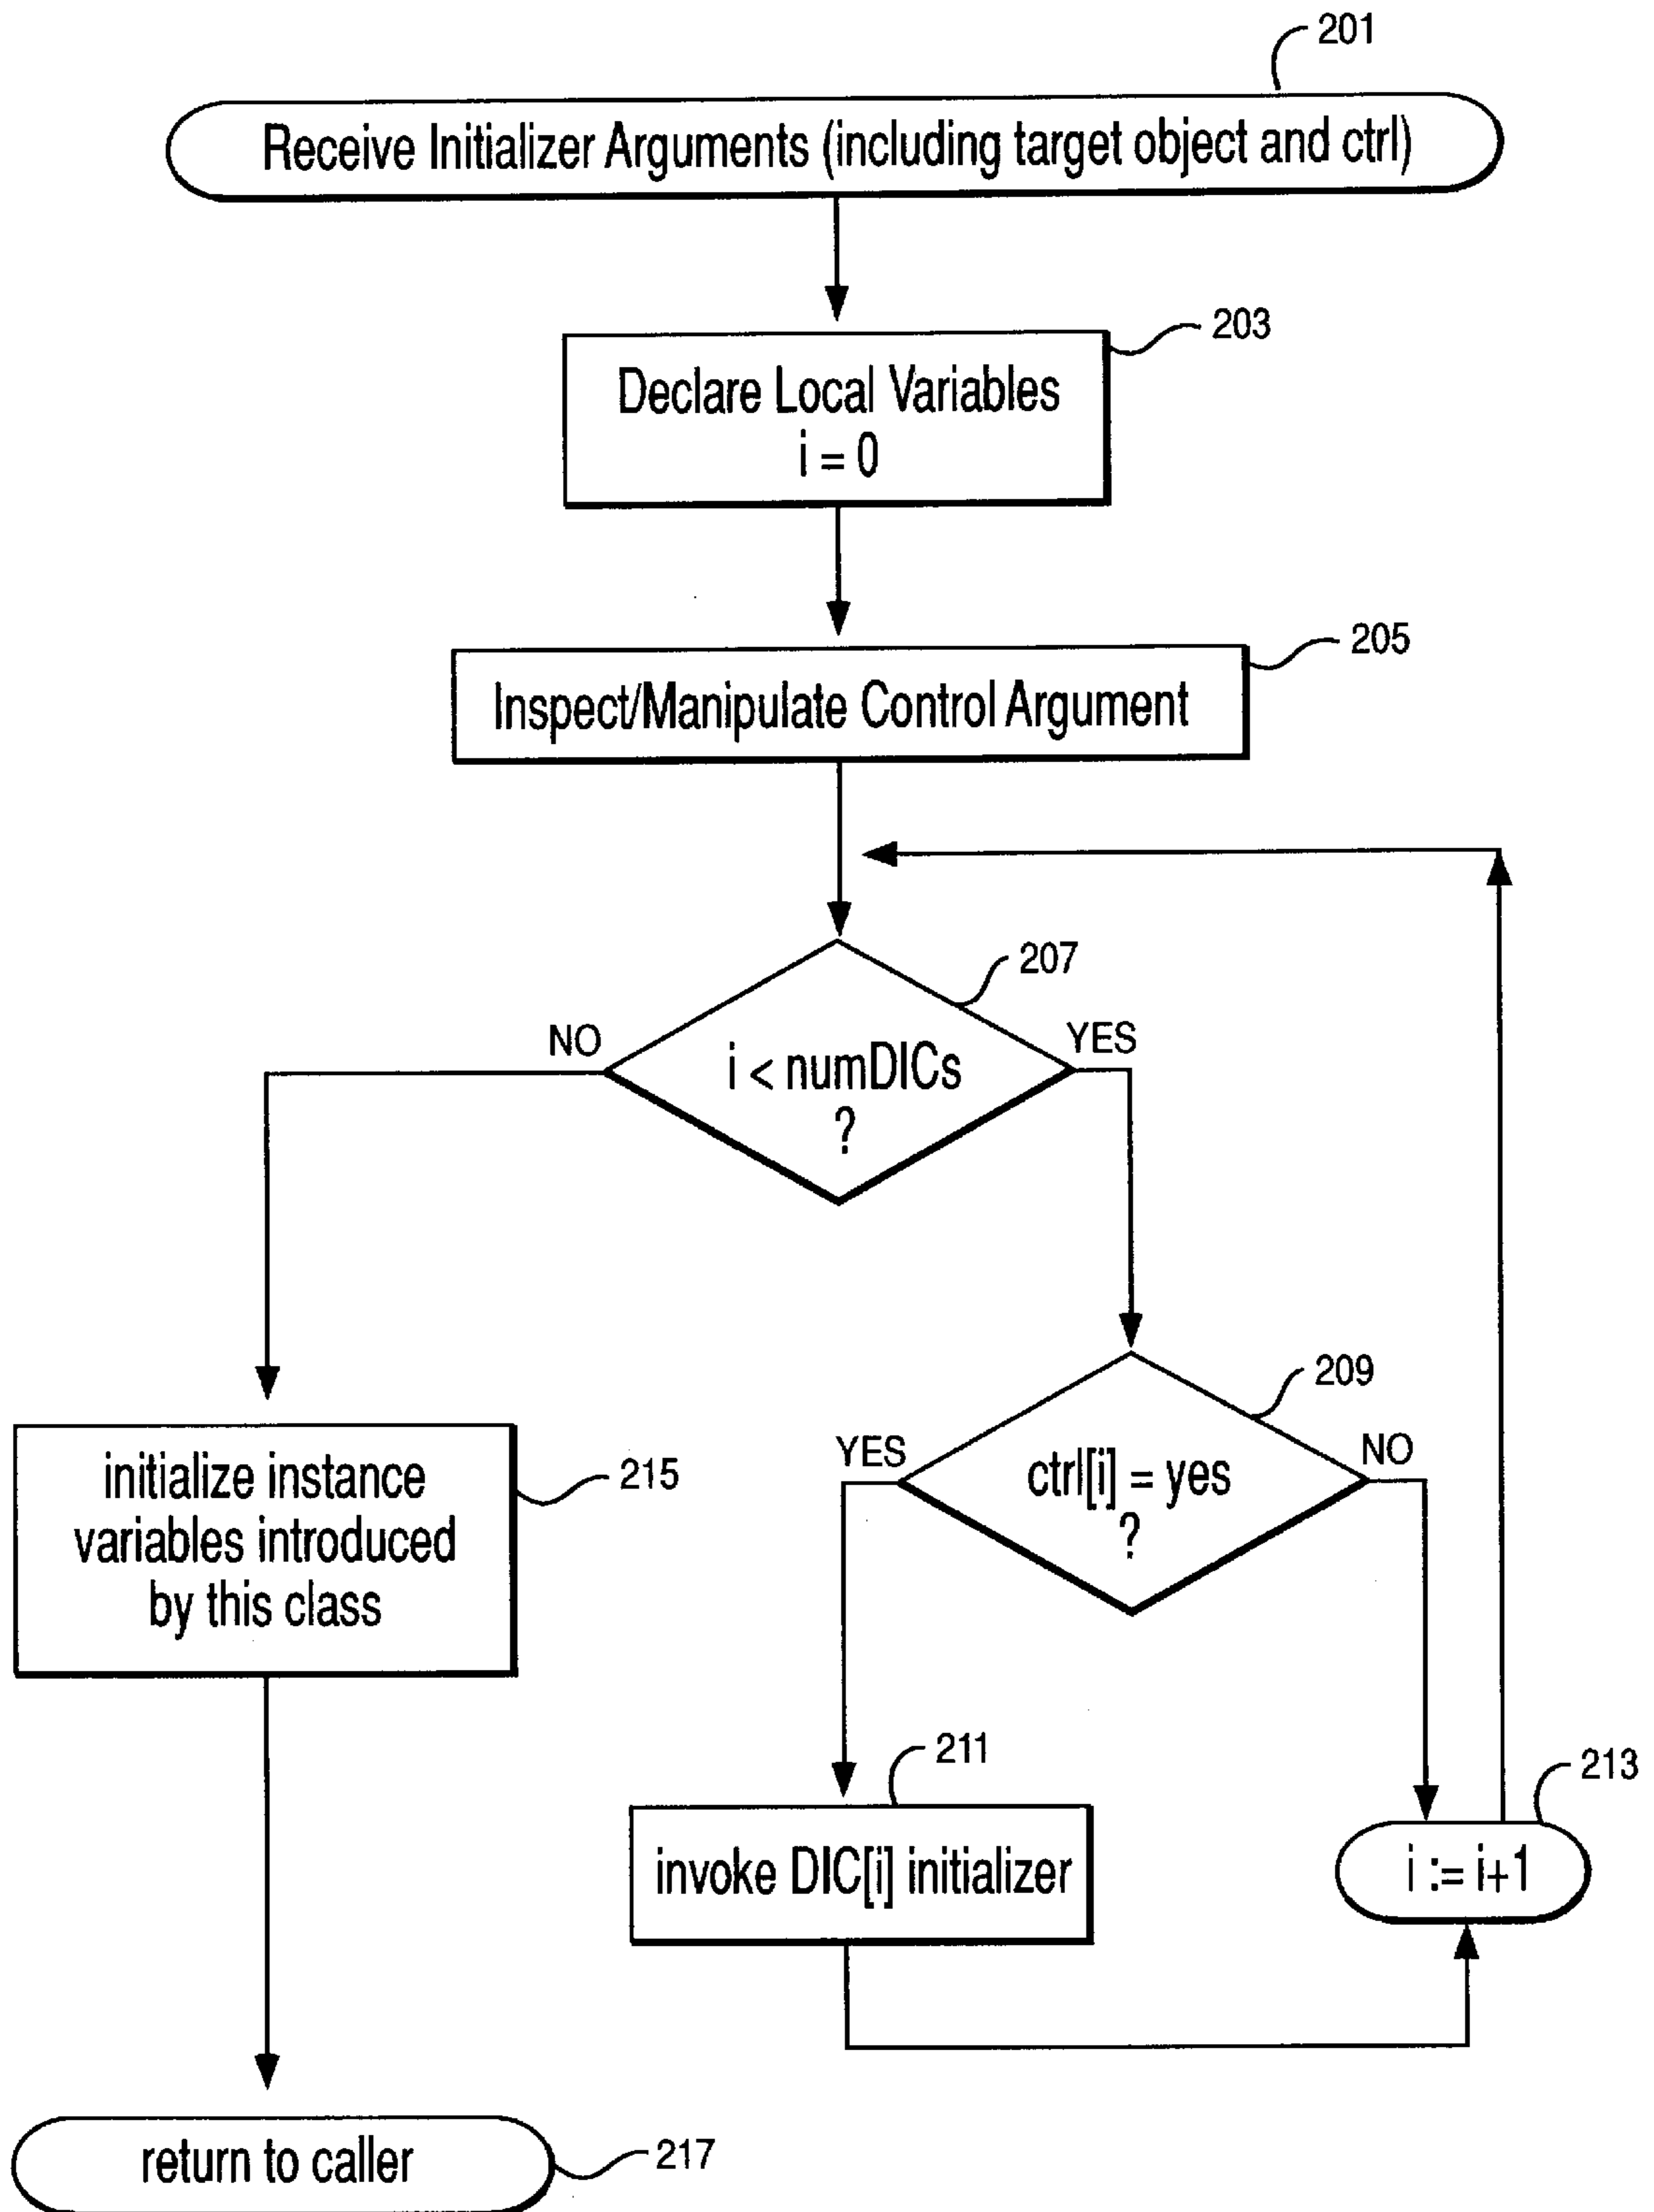 201
Receive Initializer Arguments (including target object and ctrl)
203
Declare Local Variables
i = 0
205
Inspect/Manipulate Control Argument
207
NO
YES
i < numDICs
?
209
YES
NO
ctrl[i] = yes
?
initialize instance
variables introduced
by this class
215
211
invoke DIC[i] initializer
213
i := i+1
return to caller
217